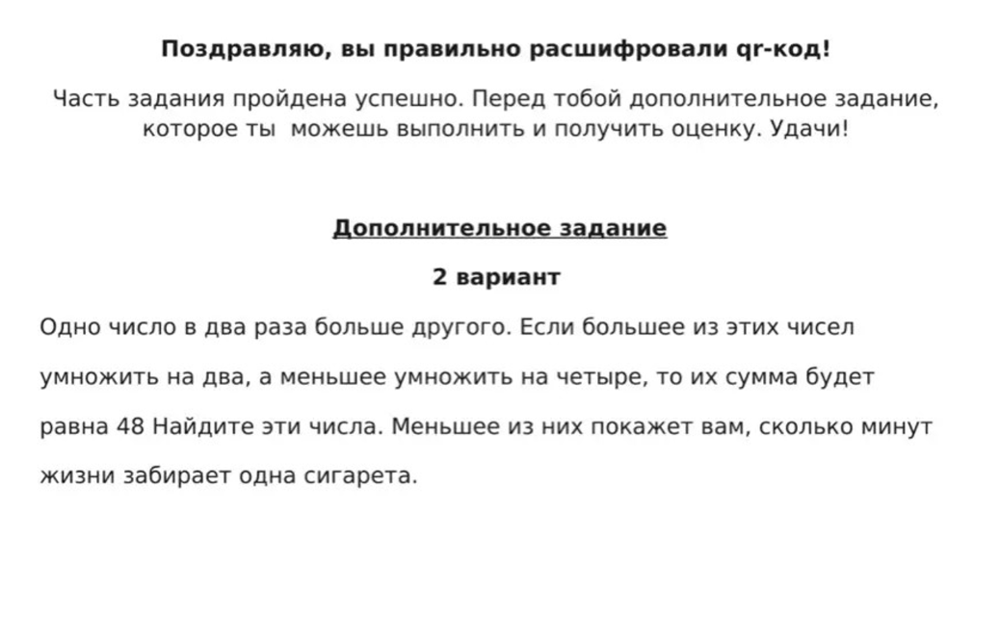 Поздравляю, вы правильно расшифровали qr-код!
Часть задания пройдена успешно. Перед тобой дополнительное задание,
которое ты  можешь выполнить и получить оценку. Удачи!
Дополнительное задание
2 вариант
Одно число в два раза больше другого. Если большее из этих чисел
умножить на два, а меньшее умножить на четыре, то их сумма будет
равна 48 Найдите эти числа. Меньшее из них покажет вам, сколько минут
жизни забирает одна сигарета.